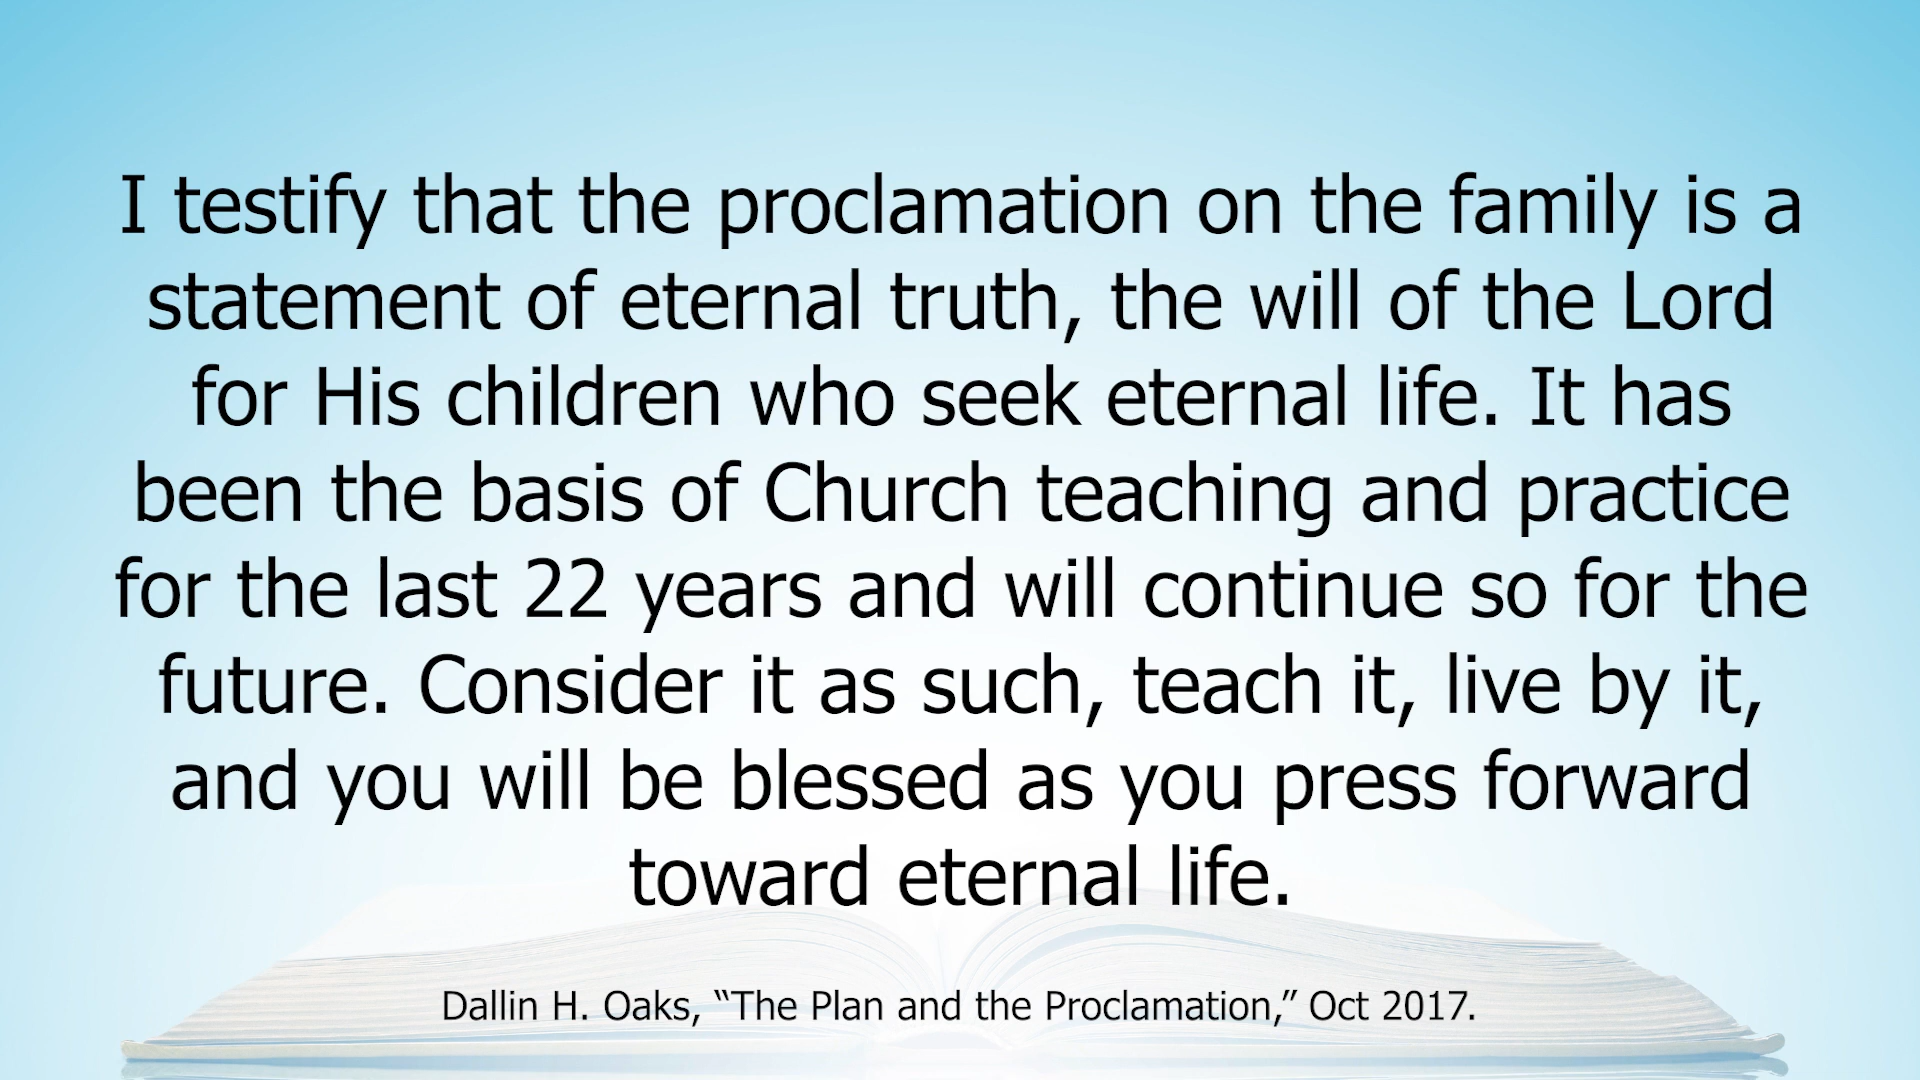 I testify that the proclamation on the family is a
statement of eternal truth, the will of the Lord
for His children who seek eternal life. It has
been the basis of Church teaching and practice
for the last 22 years and will continue so for the
future. Consider it as such, teach it, live by it,
and you will be blessed as you press forward
toward eternal life.
Dallin H. Oaks, “The Plan and the Proclamation,” Oct 2017.